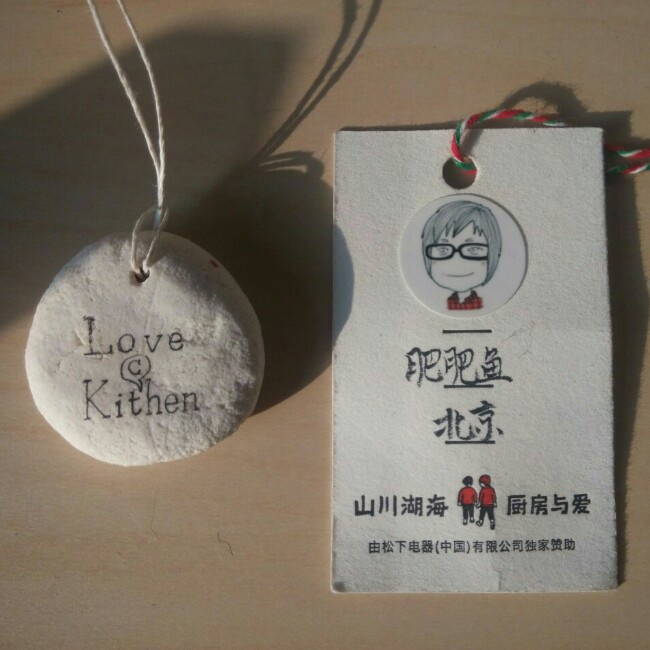 Love
C
Kithen
肥肥鱼
北京
山川湖海 厨房与爱
由松下电器(中国)有限公司独家赞助